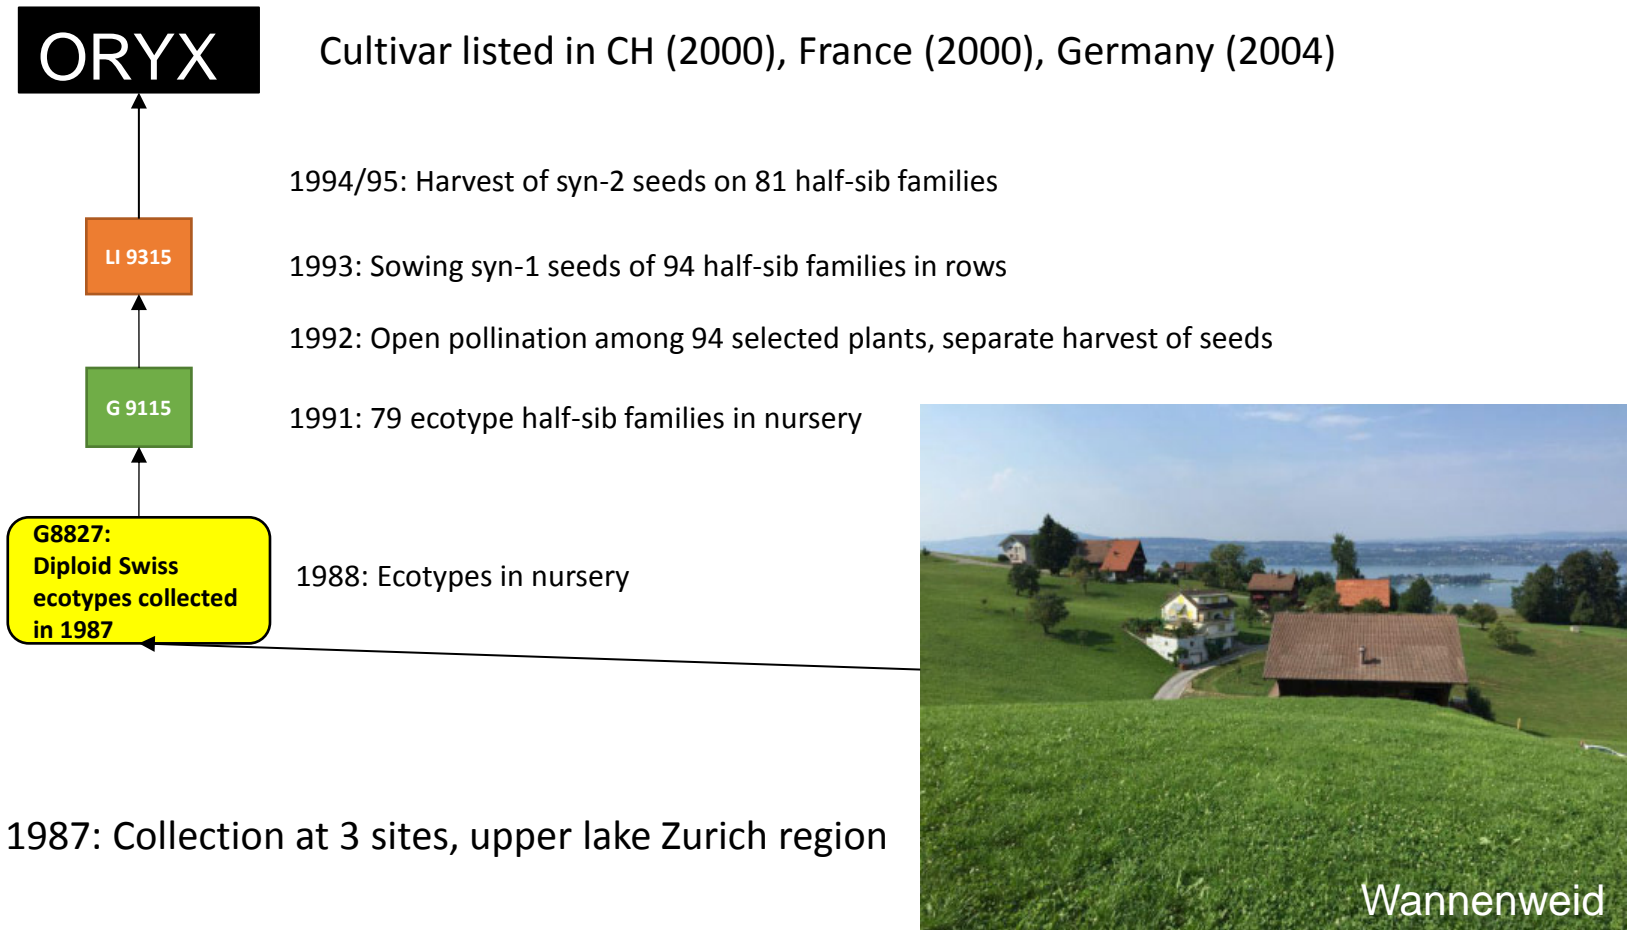 ORYX
Cultivar listed in CH (2000), France (2000), Germany (2004)
1994/95: Harvest of syn-2 seeds on 81 half-sib families
LI 9315
1993: Sowing syn-1 seeds of 94 half-sib families in rows
1992: Open pollination among 94 selected plants, separate harvest of seeds
G 9115
1991: 79 ecotype half-sib families in nursery
G8827:
Diploid Swiss
ecotypes collected
in 1987
1988: Ecotypes in nursery
1987: Collection at 3 sites, upper lake Zurich region
Wannenweid